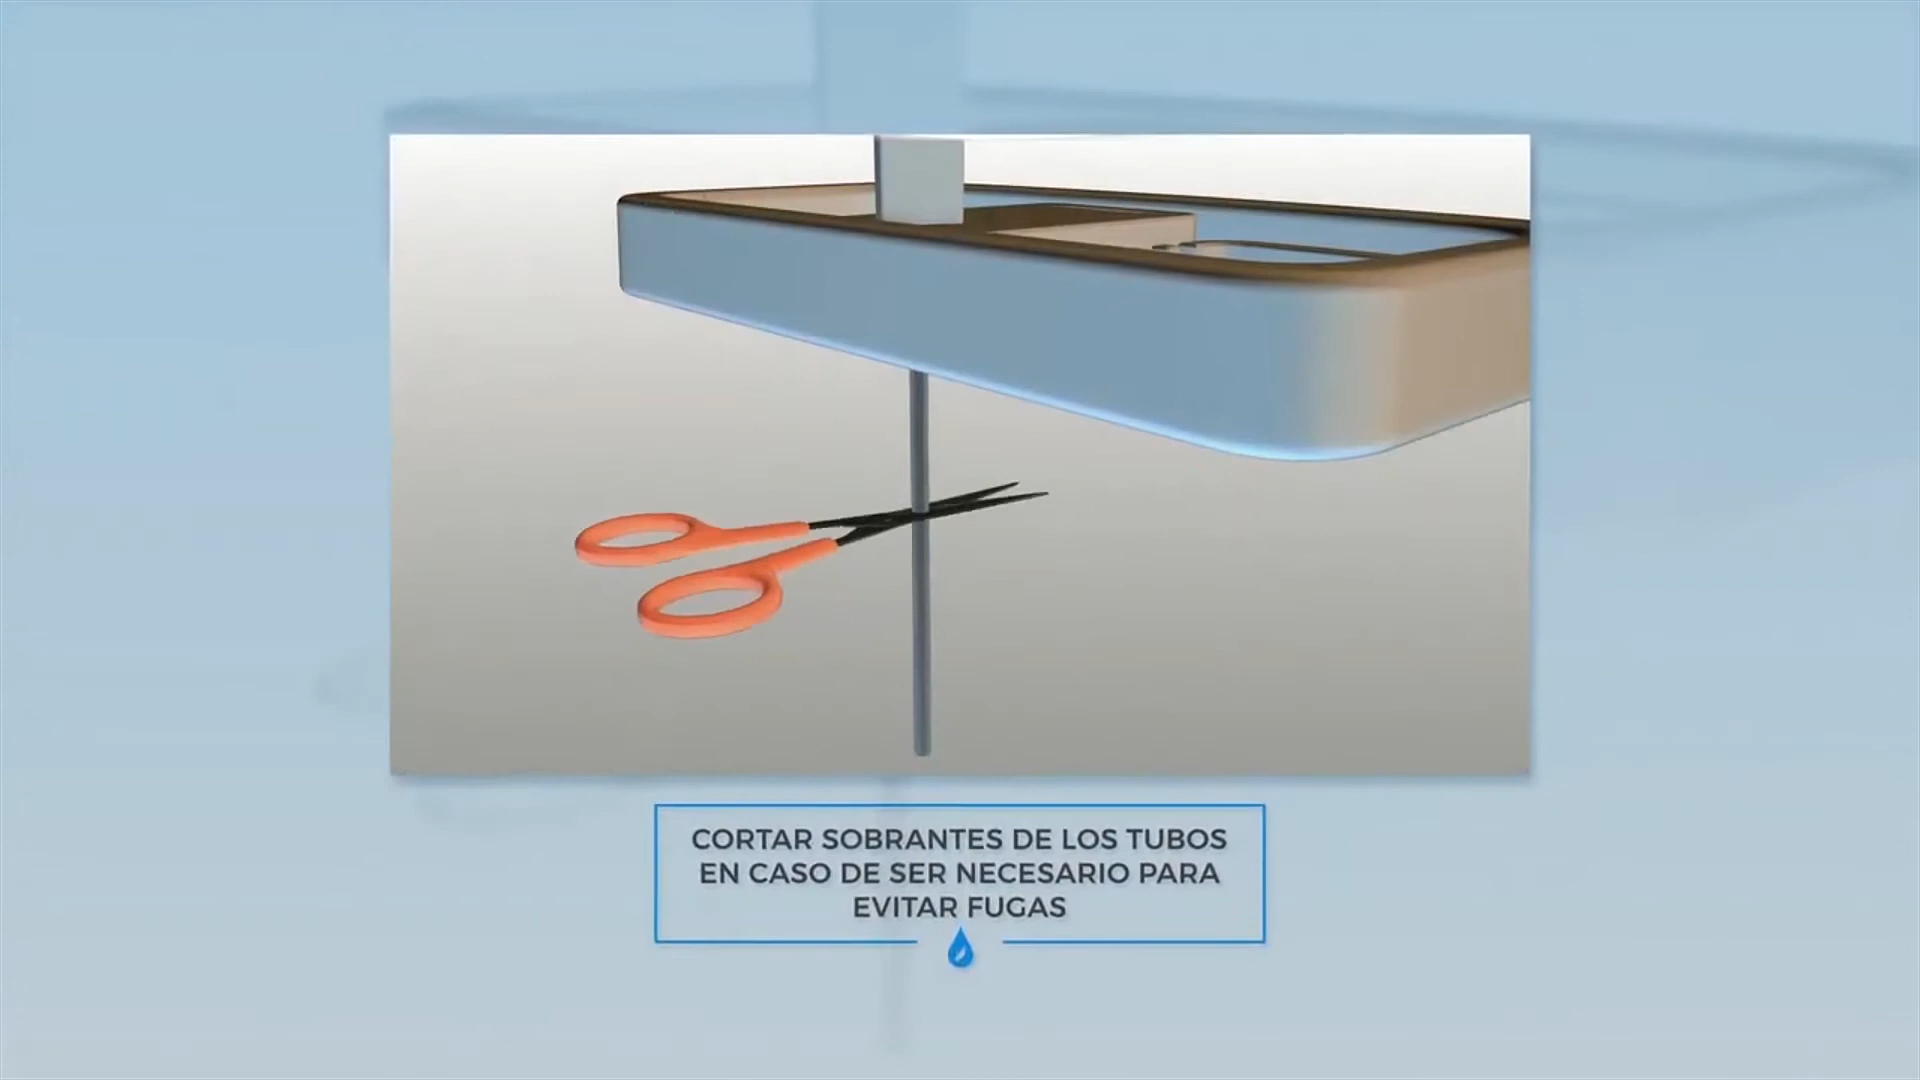 CORTAR SOBRANTES DE LOS TUBOS
EN CASO DE SER NECESARIO PARA
EVITAR FUGAS